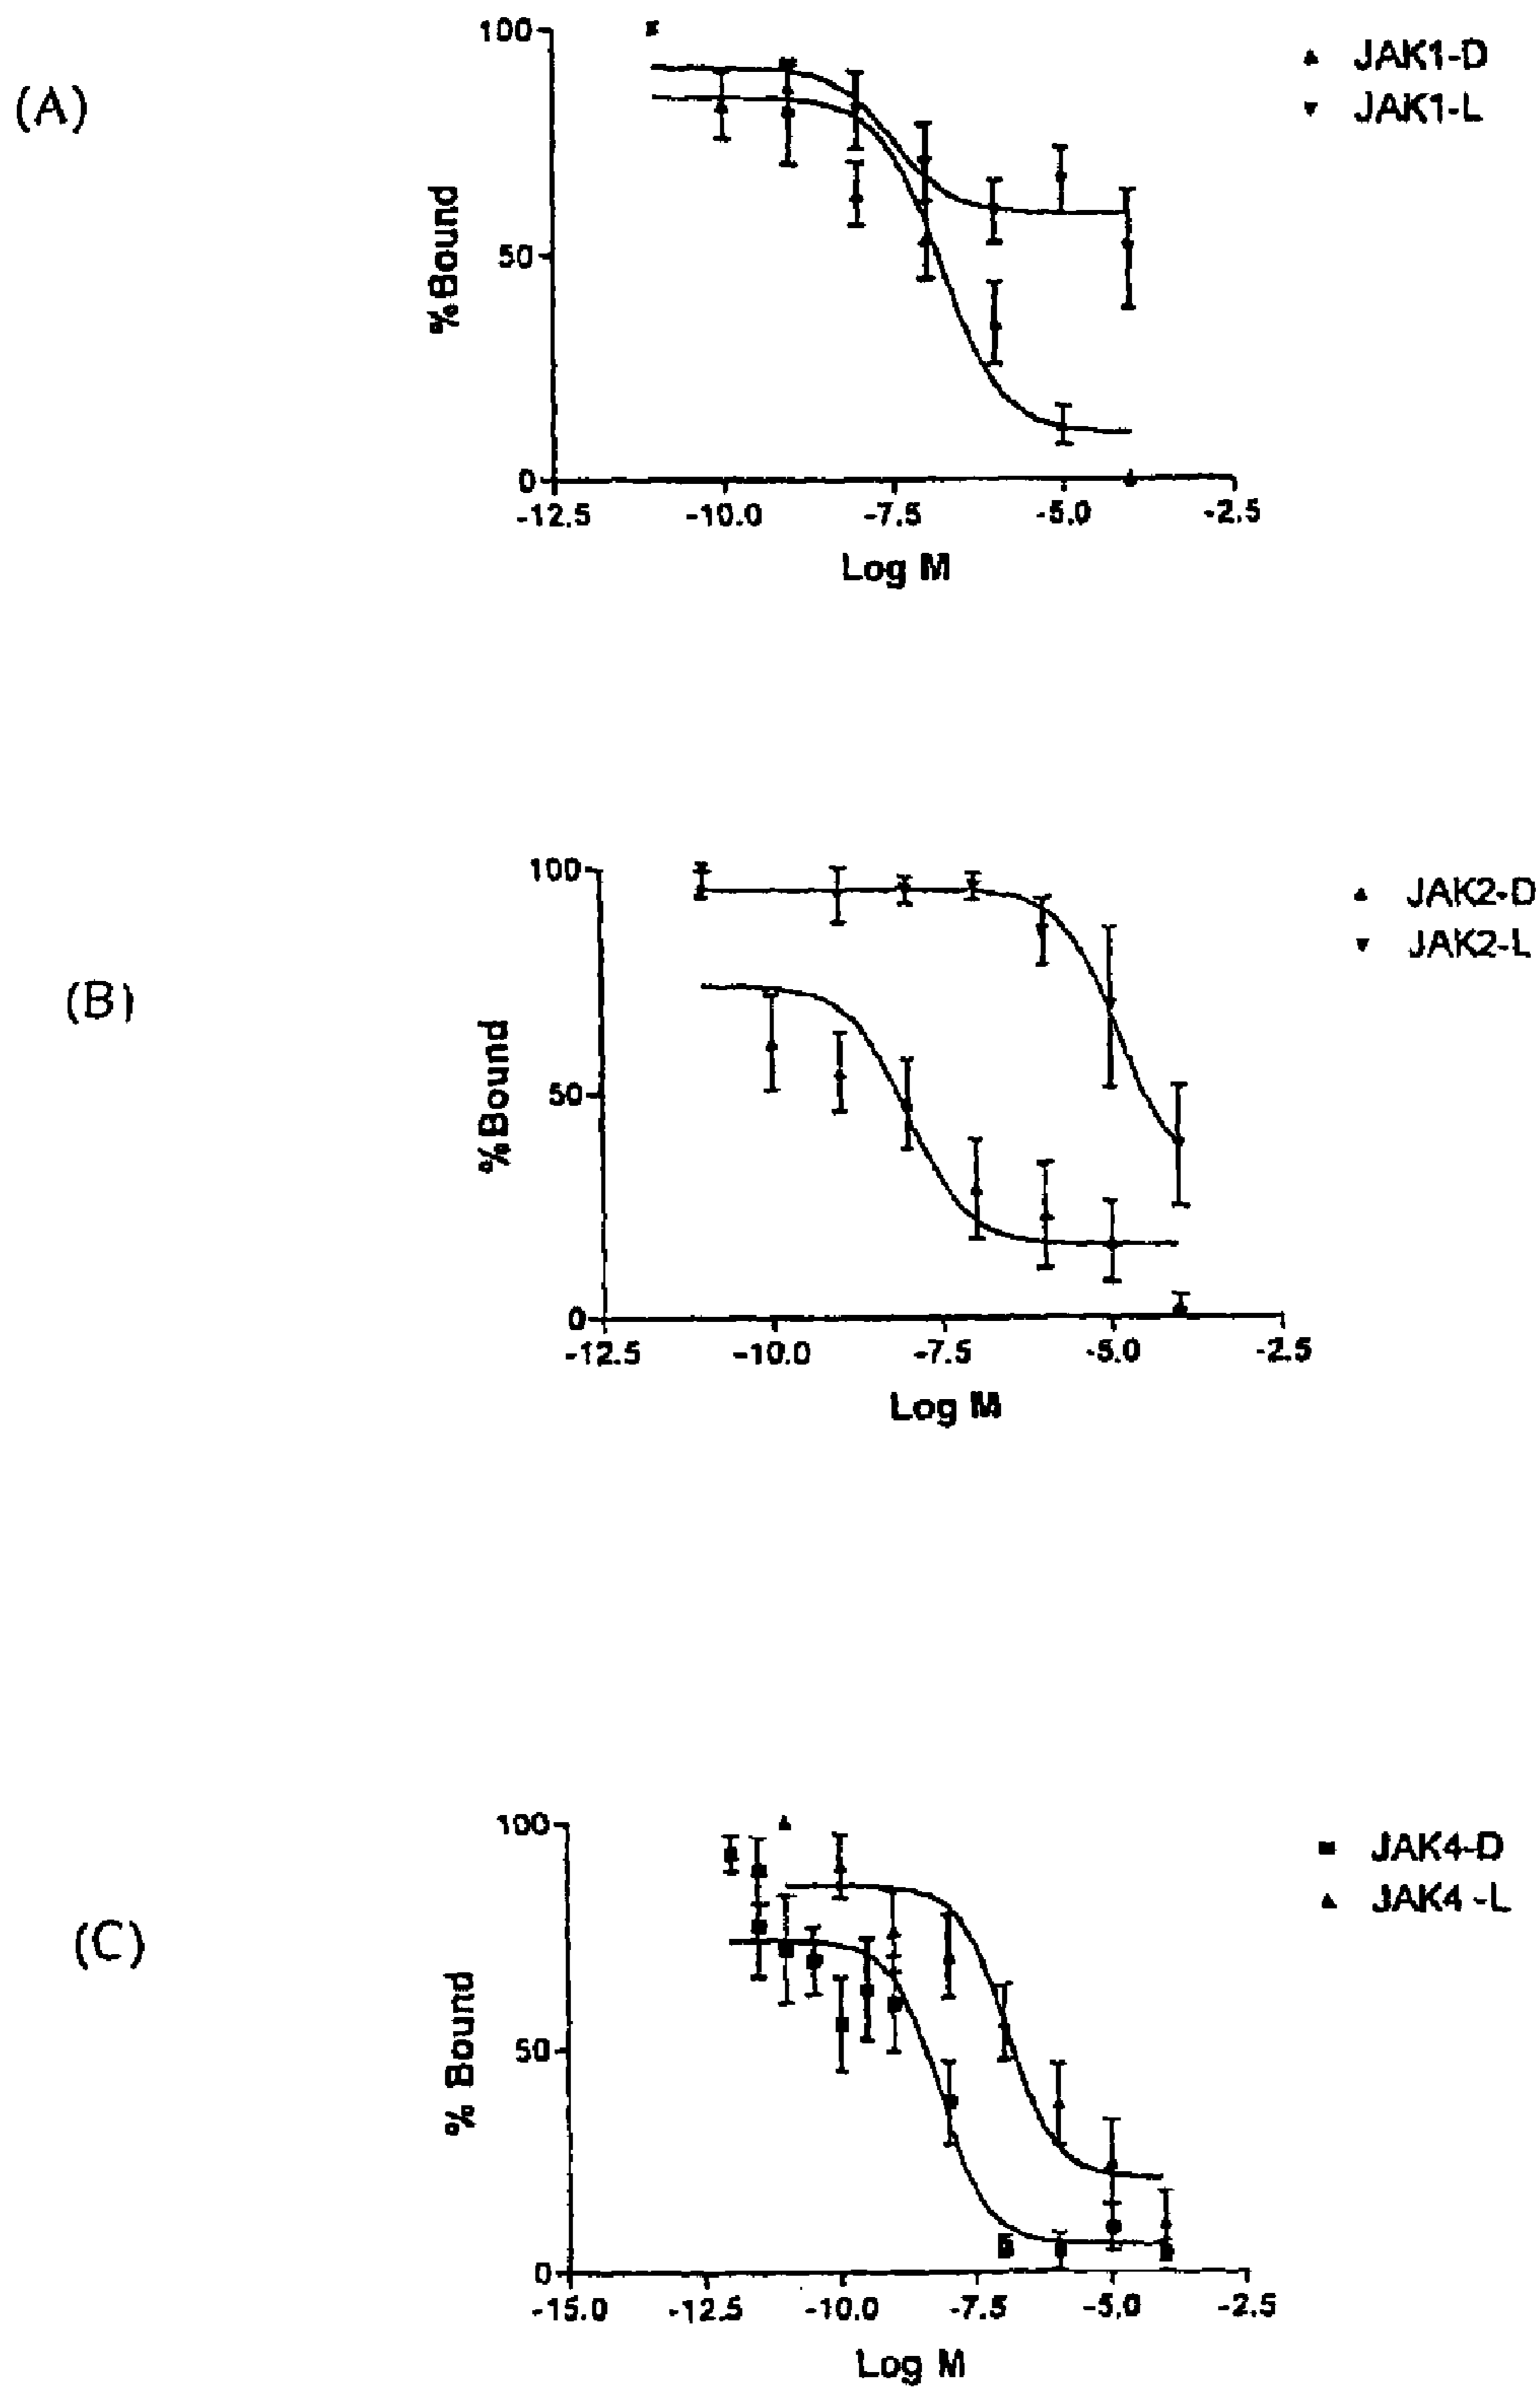 (A)
100
50
0
%Bound
-12.5 -10.0 -7.5 -5.0 -2.5
Log M
JAK1-D
JAK1-L
(B)
100
50
0
%Bound
-12.5 -10.0 -7.5 -5.0 -2.5
Log M
JAK2-D
JAK2-L
(C)
100
50
0
% Bound
-15.0 -12.5 -10.0 -7.5 -5.0 -2.5
Log M
JAK4-D
JAK4 -L